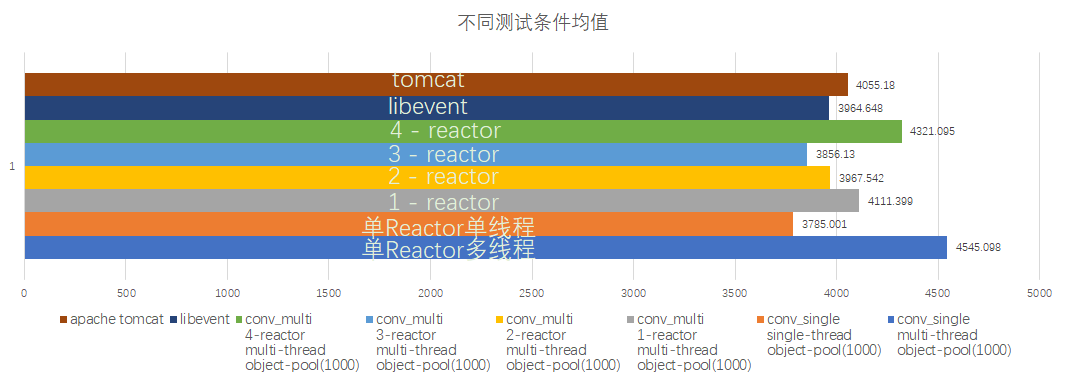 不同测试条件均值
tomcat
4055.18
libevent
3964.648
4 - reactor
4321.095
3 - reactor
3856.13
1
2 - reactor
3967.542
1 - reactor
4111.399
单Reactor单线程
3785.001
单Reactor多线程
4545.098
0 500 1000 1500 2000 2500 3000 3500 4000 4500 5000
apache tomcat
libevent
conv_multi
4-reactor
multi-thread
object-pool(1000)
conv_multi
3-reactor
multi-thread
object-pool(1000)
conv_multi
2-reactor
multi-thread
object-pool(1000)
conv_multi
1-reactor
multi-thread
object-pool(1000)
conv_single
single-thread
object-pool(1000)
conv_single
multi-thread
object-pool(1000)